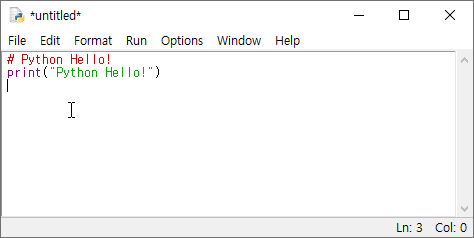 *untitled*
File Edit Format Run Options Window Help
# Python Hello!
print("Python Hello!")
Ln: 3 Col: 0